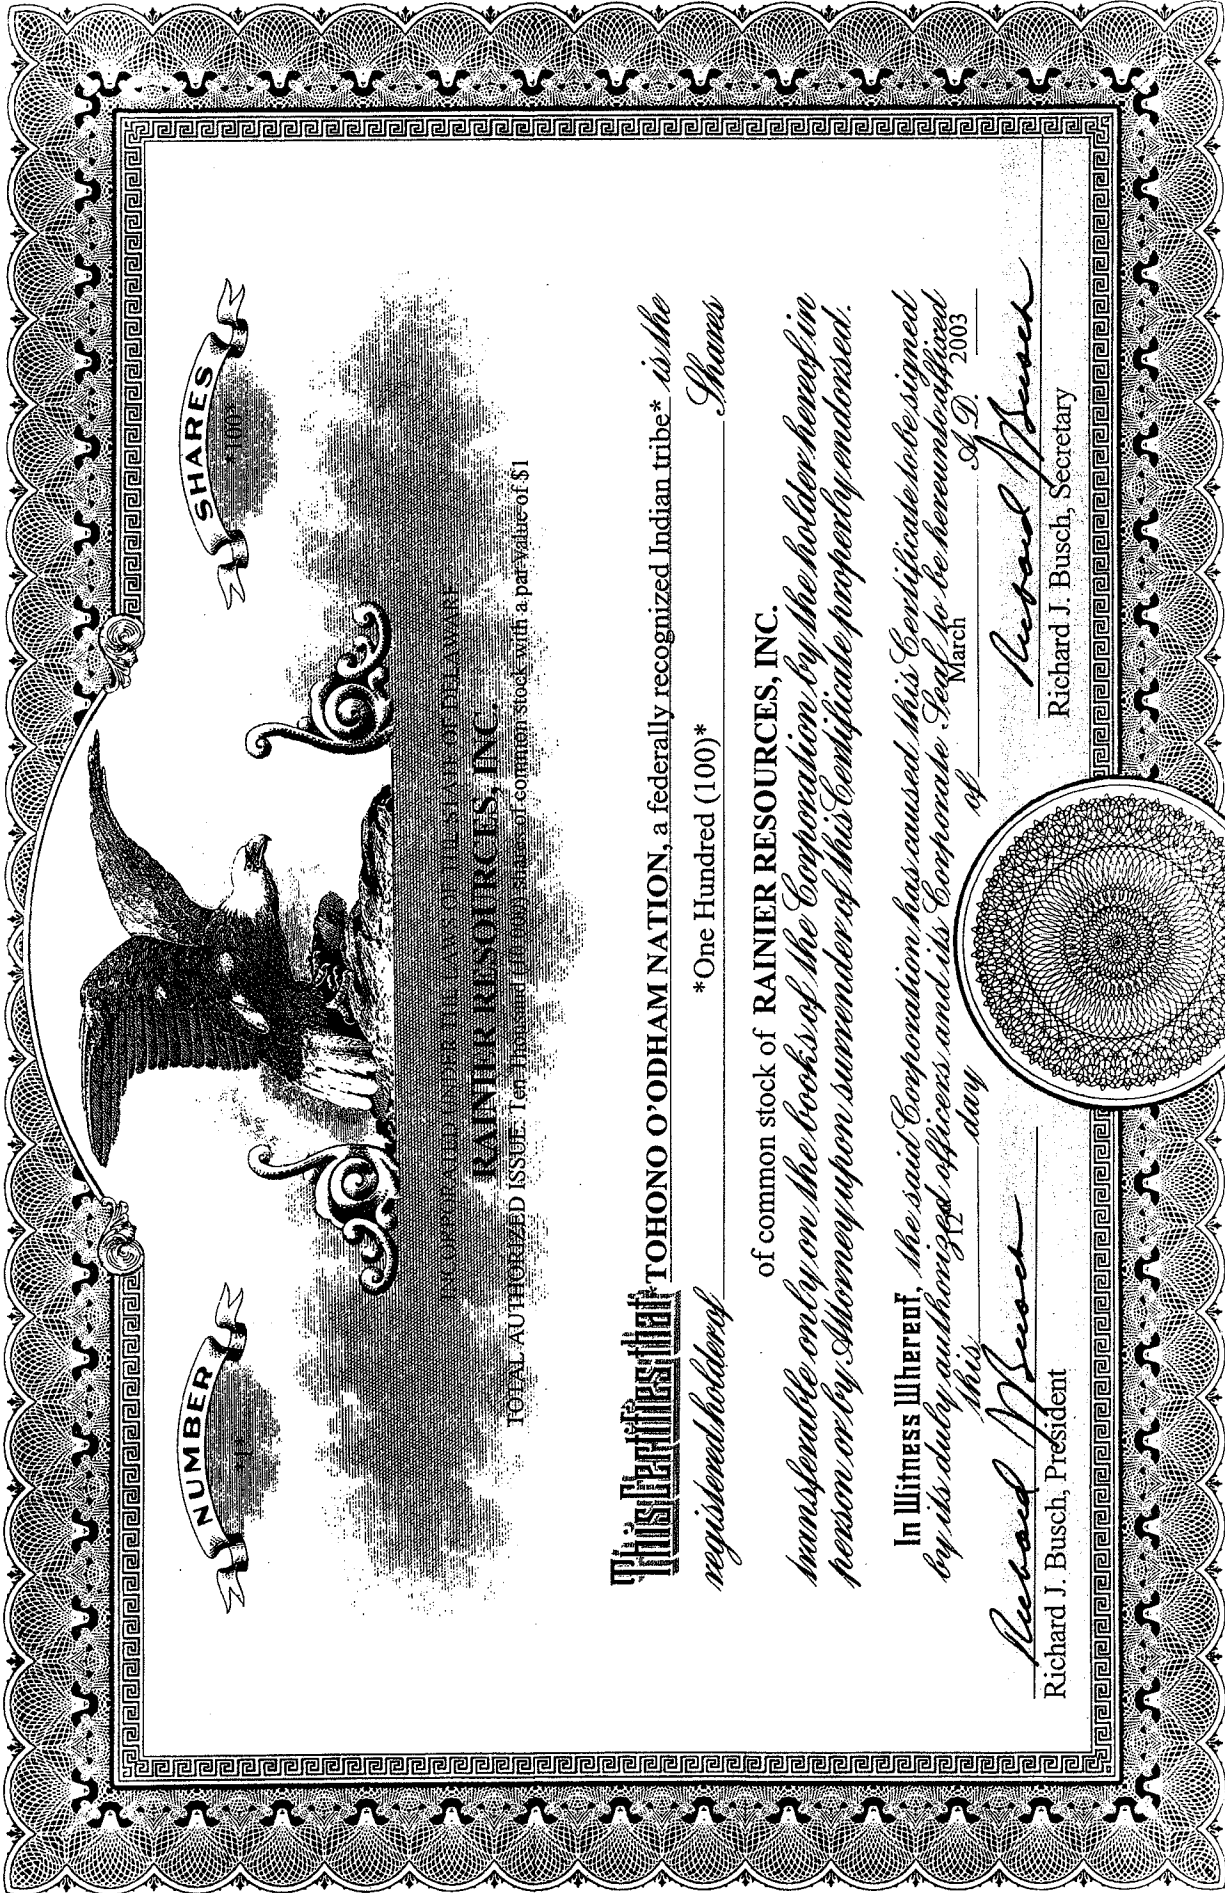 NUMBER
*1*
SHARES
*100*
INCORPORATED UNDER THE LAWS OF THE STATE OF DELAWARE
RAINIER RESOURCES, INC.
TOTAL AUTHORIZED ISSUE: Ten Thousand (10,000) shares of common stock with a par value of $1
This Certifies that *TOHONO O'ODHAM NATION, a federally recognized Indian tribe* is the
registered holder of *One Hundred (100)* Shares
of common stock of RAINIER RESOURCES, INC.
transferable only on the books of the Corporation by the holder hereof in
person or by Attorney upon surrender of this Certificate properly endorsed.
In Witness Whereof, the said Corporation has caused this Certificate to be signed
by its duly authorized officers and its Corporate Seal to be hereunto affixed
this 12 day of March A.D. 2003
Richard J Busch
Richard J Busch
Richard J. Busch, President
Richard J. Busch, Secretary